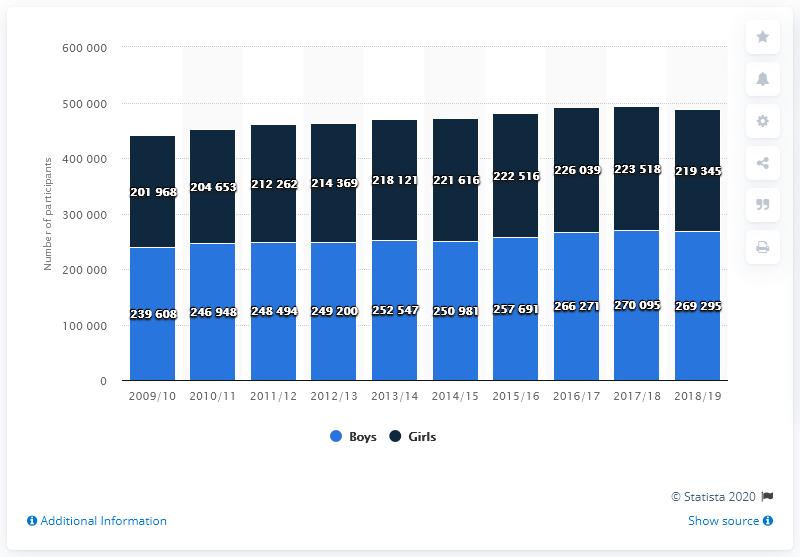 600 000
500 000
400 000
300 000
200 000
100 000
0
Number of participants
201 968 204 653 212 262 214 369 218 121 221 616 222 516 226 039 223 518 219 345
239 608 246 948 248 494 249 200 252 547 250 981 257 691 266 271 270 095 269 295
2009/10 2010/11 2011/12 2012/13 2013/14 2014/15 2015/16 2016/17 2017/18 2018/19
Boys Girls
© Statista 2020
Additional Information Show source